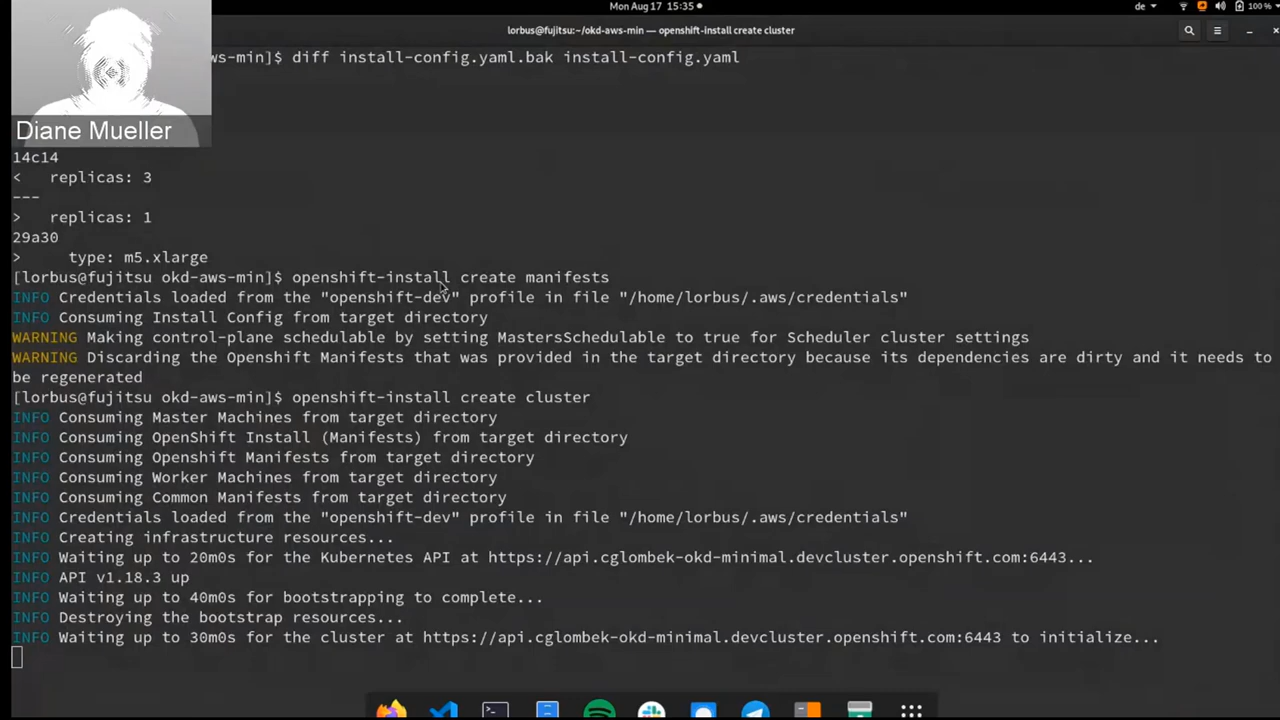 Mon Aug 17 15:35
de
100 %
lorbus@fujitsu:~/okd-aws-min — openshift-install create cluster
ws-min]$ diff install-config.yaml.bak install-config.yaml
Diane Mueller
14c14
<   replicas: 3
---
>   replicas: 1
29a30
>     type: m5.xlarge
[lorbus@fujitsu okd-aws-min]$ openshift-install create manifests
INFO Credentials loaded from the "openshift-dev" profile in file "/home/lorbus/.aws/credentials"
INFO Consuming Install Config from target directory
WARNING Making control-plane schedulable by setting MastersSchedulable to true for Scheduler cluster settings
WARNING Discarding the Openshift Manifests that was provided in the target directory because its dependencies are dirty and it needs to
be regenerated
[lorbus@fujitsu okd-aws-min]$ openshift-install create cluster
INFO Consuming Master Machines from target directory
INFO Consuming OpenShift Install (Manifests) from target directory
INFO Consuming Openshift Manifests from target directory
INFO Consuming Worker Machines from target directory
INFO Consuming Common Manifests from target directory
INFO Credentials loaded from the "openshift-dev" profile in file "/home/lorbus/.aws/credentials"
INFO Creating infrastructure resources...
INFO Waiting up to 20m0s for the Kubernetes API at https://api.cglombek-okd-minimal.devcluster.openshift.com:6443...
INFO API v1.18.3 up
INFO Waiting up to 40m0s for bootstrapping to complete...
INFO Destroying the bootstrap resources...
INFO Waiting up to 30m0s for the cluster at https://api.cglombek-okd-minimal.devcluster.openshift.com:6443 to initialize...